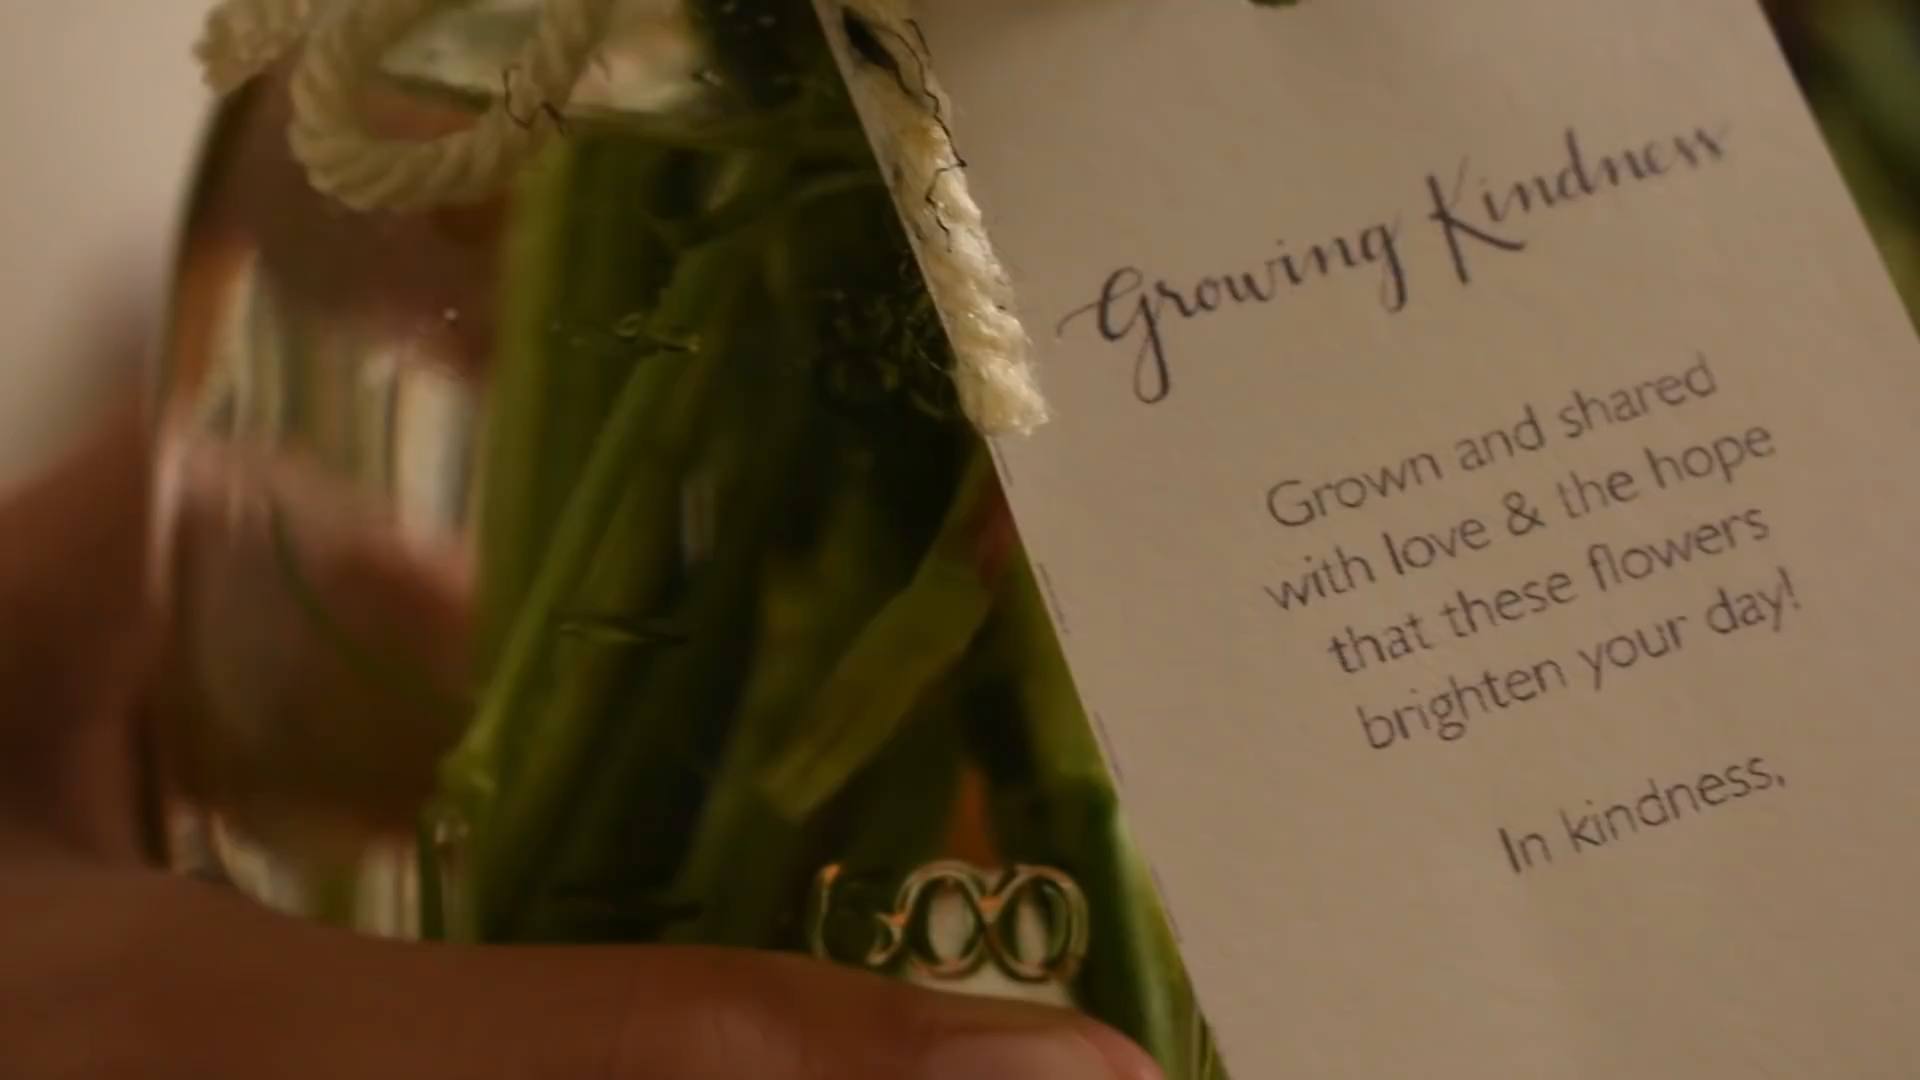 Growing Kindness
Grown and shared
with love & the hope
that these flowers
brighten your day!
In kindness,